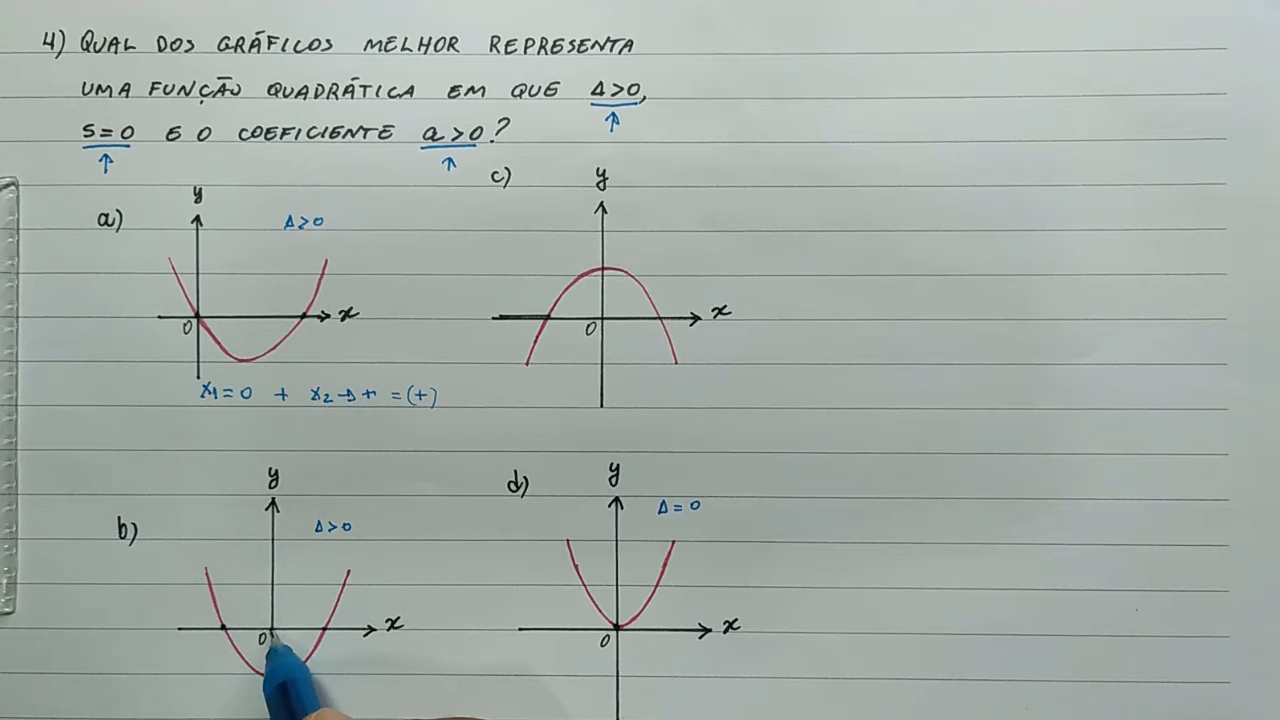 4) QUAL DOS GRÁFICOS MELHOR REPRESENTA
UMA FUNÇÃO QUADRÁTICA EM QUE Δ>0,
S=0 E O COEFICIENTE a>0?
a)
y
Δ>0
x
0
x₁=0 + x₂→+ =(+)
c)
y
x
0
b)
y
Δ>0
x
0
d)
y
Δ=0
x
0